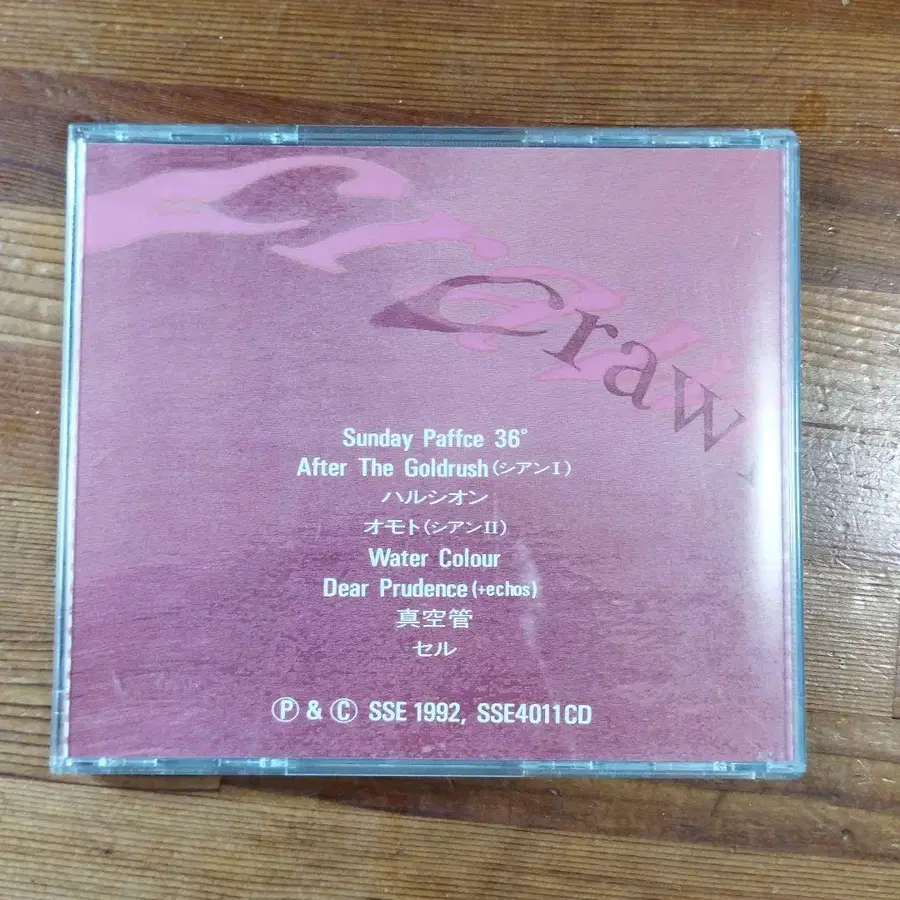 Craw
Sunday Paffce 36°
After The Goldrush(シアンI)
ハルシオン
オモト(シアンII)
Water Colour
Dear Prudence(+echos)
真空管
セル
Ⓟ & Ⓒ SSE 1992, SSE4011CD